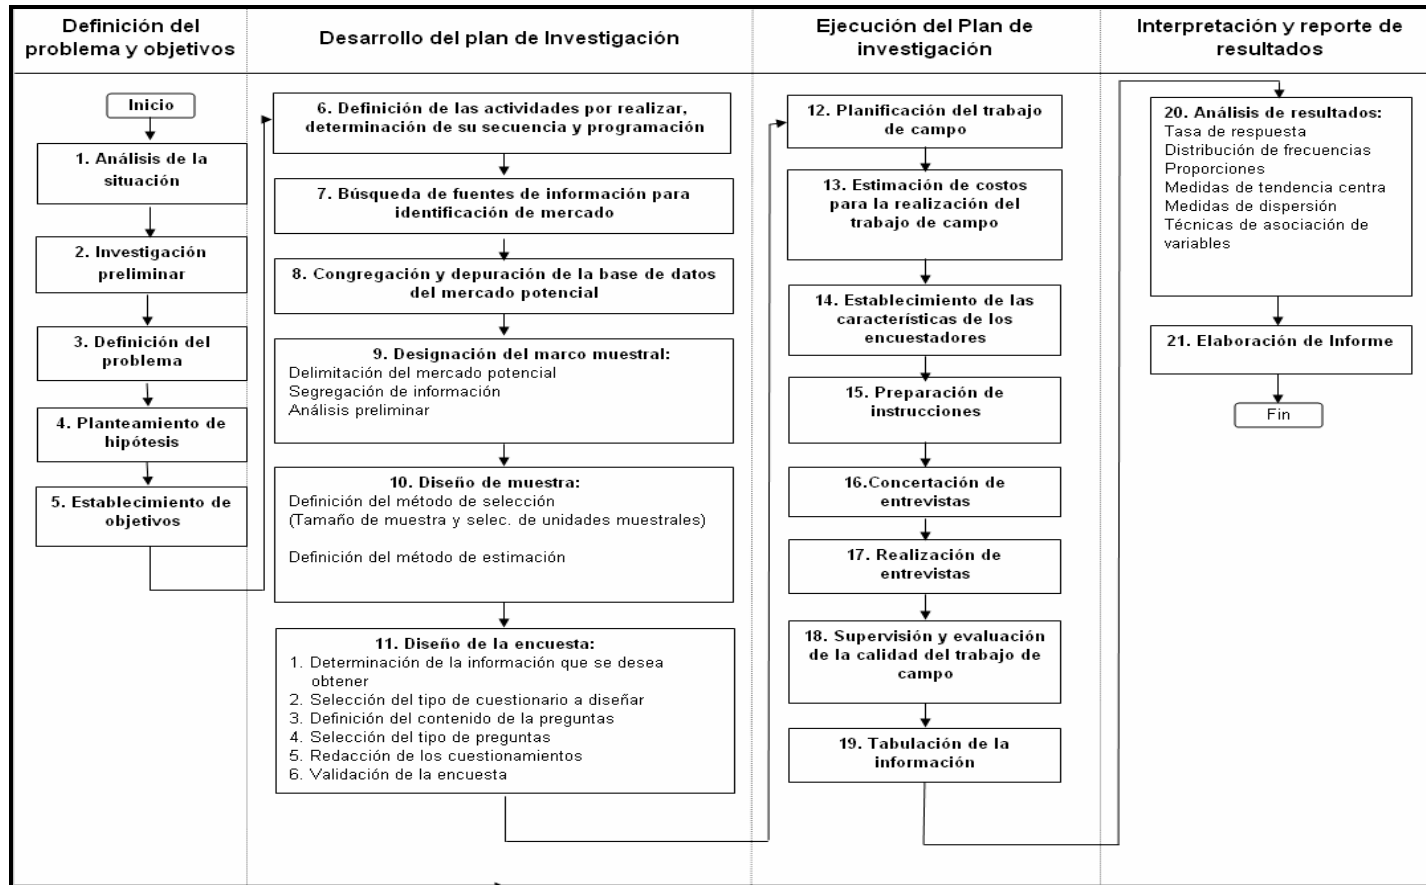 Definición del
problema y objetivos
Desarrollo del plan de Investigación
Ejecución del Plan de
investigación
Interpretación y reporte de
resultados
Inicio
1. Análisis de la
situación
2. Investigación
preliminar
3. Definición del
problema
4. Planteamiento de
hipótesis
5. Establecimiento de
objetivos
6. Definición de las actividades por realizar,
determinación de su secuencia y programación
7. Búsqueda de fuentes de información para
identificación de mercado
8. Congregación y depuración de la base de datos
del mercado potencial
9. Designación del marco muestral:
Delimitación del mercado potencial
Segregación de información
Análisis preliminar
10. Diseño de muestra:
Definición del método de selección
(Tamaño de muestra y selec. de unidades muestrales)
Definición del método de estimación
11. Diseño de la encuesta:
1. Determinación de la información que se desea
obtener
2. Selección del tipo de cuestionario a diseñar
3. Definición del contenido de la preguntas
4. Selección del tipo de preguntas
5. Redacción de los cuestionamientos
6. Validación de la encuesta
12. Planificación del trabajo
de campo
13. Estimación de costos
para la realización del
trabajo de campo
14. Establecimiento de las
características de los
encuestadores
15. Preparación de
instrucciones
16.Concertación de
entrevistas
17. Realización de
entrevistas
18. Supervisión y evaluación
de la calidad del trabajo de
campo
19. Tabulación de la
información
20. Análisis de resultados:
Tasa de respuesta
Distribución de frecuencias
Proporciones
Medidas de tendencia centra
Medidas de dispersión
Técnicas de asociación de
variables
21. Elaboración de Informe
Fin